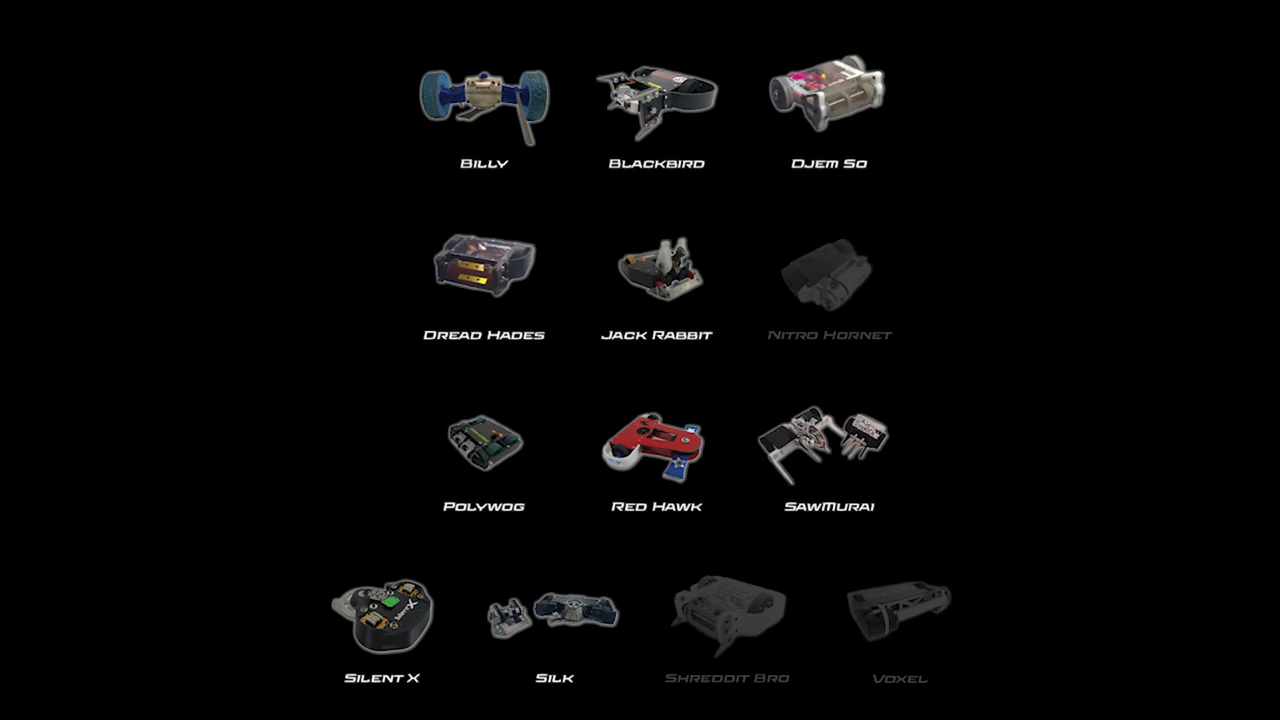 Billy
Blackbird
Djem So
Dread Hades
Jack Rabbit
Nitro Hornet
Polywog
Red Hawk
SawMurai
Silent X
Silk
Shreddit Bro
Voxel